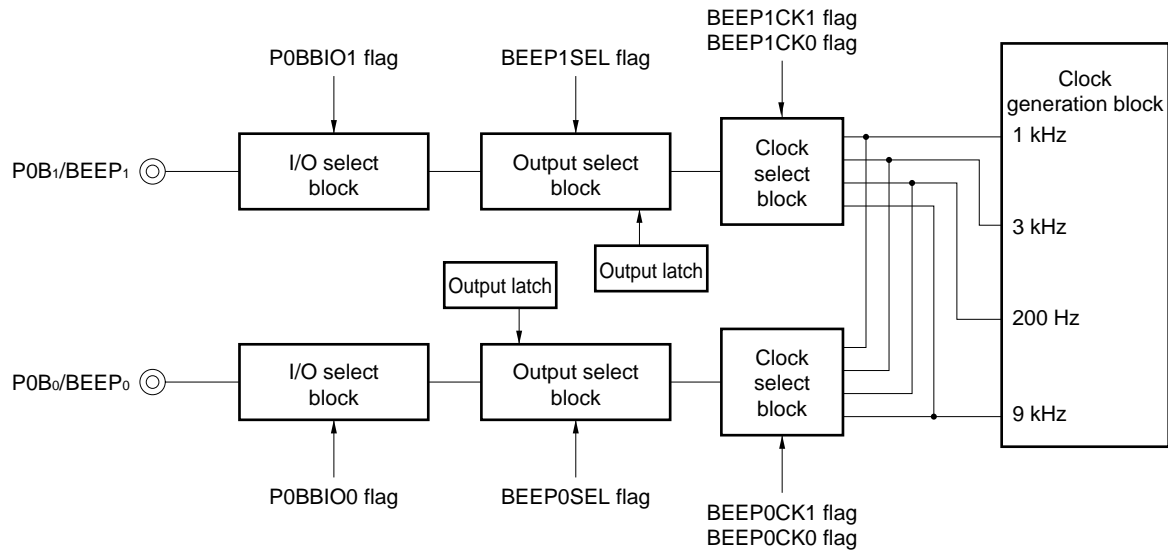 BEEP1CK1 flag
BEEP1CK0 flag
P0BBIO1 flag
BEEP1SEL flag
Clock
generation block
1 kHz
3 kHz
200 Hz
9 kHz
P0B₁/BEEP₁
I/O select
block
Output select
block
Clock
select
block
Output latch
Output latch
P0B₀/BEEP₀
I/O select
block
Output select
block
Clock
select
block
P0BBIO0 flag
BEEP0SEL flag
BEEP0CK1 flag
BEEP0CK0 flag